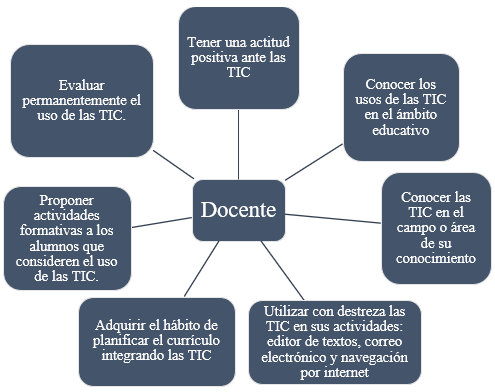 Tener una actitud
positiva ante las
TIC
Conocer los
usos de las TIC
en el ámbito
educativo
Conocer las
TIC en el
campo o área
de su
conocimiento
Utilizar con destreza las
TIC en sus actividades:
editor de textos, correo
electrónico y navegación
por internet
Adquirir el hábito de
planificar el currículo
integrando las TIC
Proponer
actividades
formativas a los
alumnos que
consideren el uso
de las TIC.
Evaluar
permanentemente el
uso de las TIC.
Docente